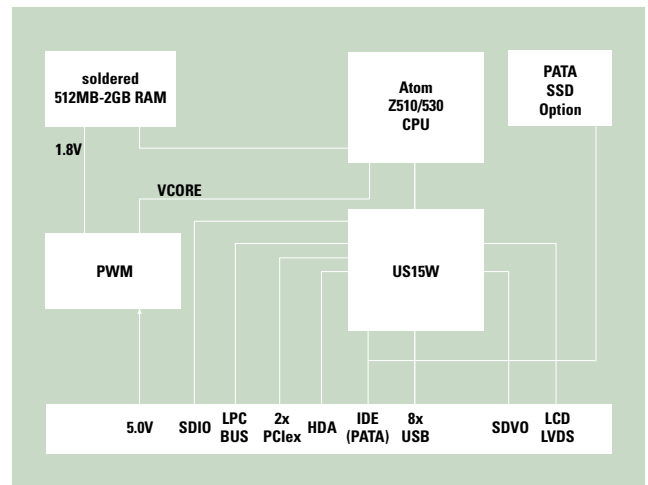 soldered
512MB-2GB RAM
Atom
Z510/530
CPU
PATA
SSD
Option
1.8V
VCORE
PWM
US15W
5.0V
SDIO
LPC
BUS
2x
PCIex
HDA
IDE
(PATA)
8x
USB
SDVO
LCD
LVDS